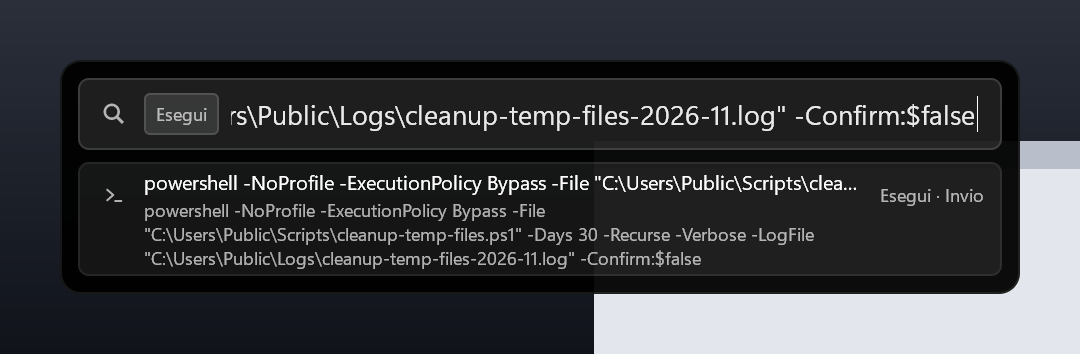 Esegui rs\Public\Logs\cleanup-temp-files-2026-11.log" -Confirm:$false
powershell -NoProfile -ExecutionPolicy Bypass -File "C:\Users\Public\Scripts\clea...
Esegui · Invio
powershell -NoProfile -ExecutionPolicy Bypass -File
"C:\Users\Public\Scripts\cleanup-temp-files.ps1" -Days 30 -Recurse -Verbose -LogFile
"C:\Users\Public\Logs\cleanup-temp-files-2026-11.log" -Confirm:$false